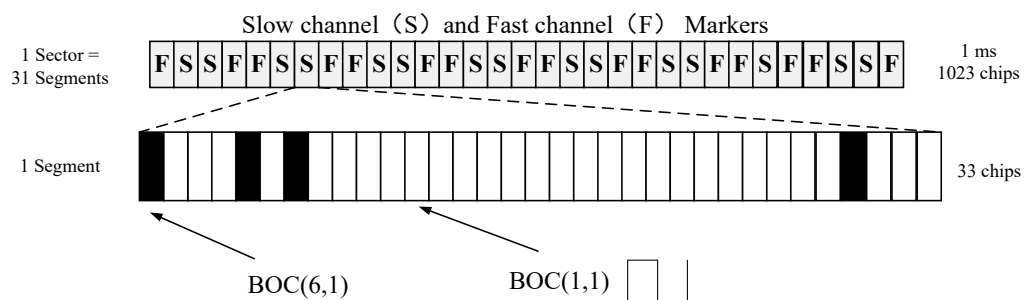 Slow channel（S）and Fast channel（F） Markers
1 Sector =
31 Segments
F S S F F S S F F S S F F S S F F S S F F S S F F S F F S S F
1 ms
1023 chips
1 Segment
33 chips
BOC(6,1)
BOC(1,1)